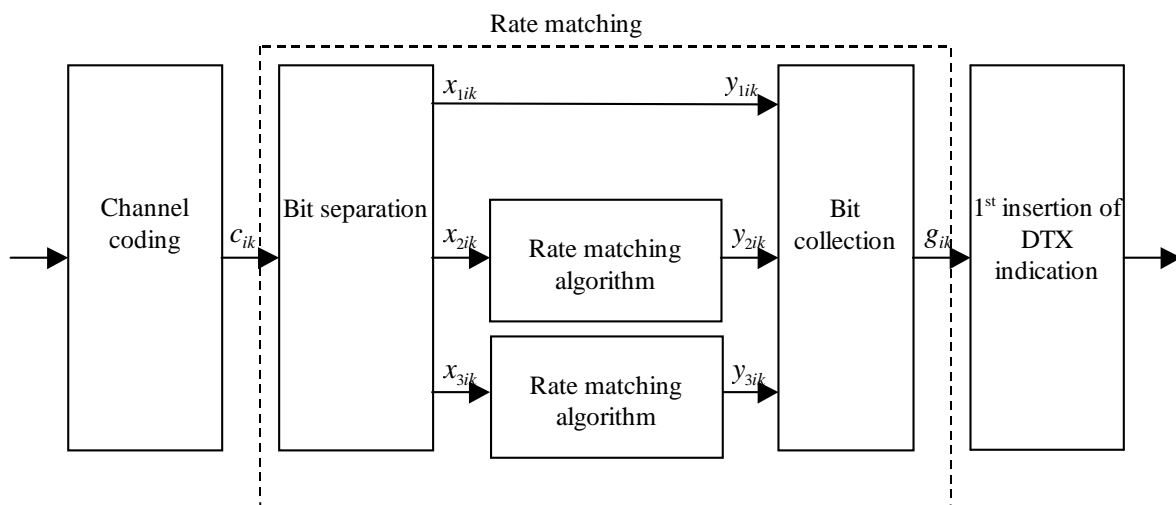 Rate matching
Channel
coding
c_ik
Bit separation
x_1ik
x_2ik
x_3ik
Rate matching
algorithm
Rate matching
algorithm
y_1ik
y_2ik
y_3ik
Bit
collection
g_ik
1st insertion of
DTX
indication